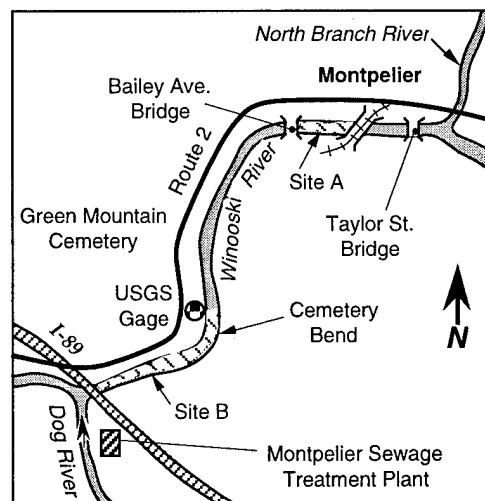 North Branch River
Montpelier
Bailey Ave.
Bridge
Route 2
River
Site A
Winooski
Taylor St.
Bridge
Green Mountain
Cemetery
USGS
Gage
N
Cemetery
Bend
I-89
Site B
Dog River
Montpelier Sewage
Treatment Plant